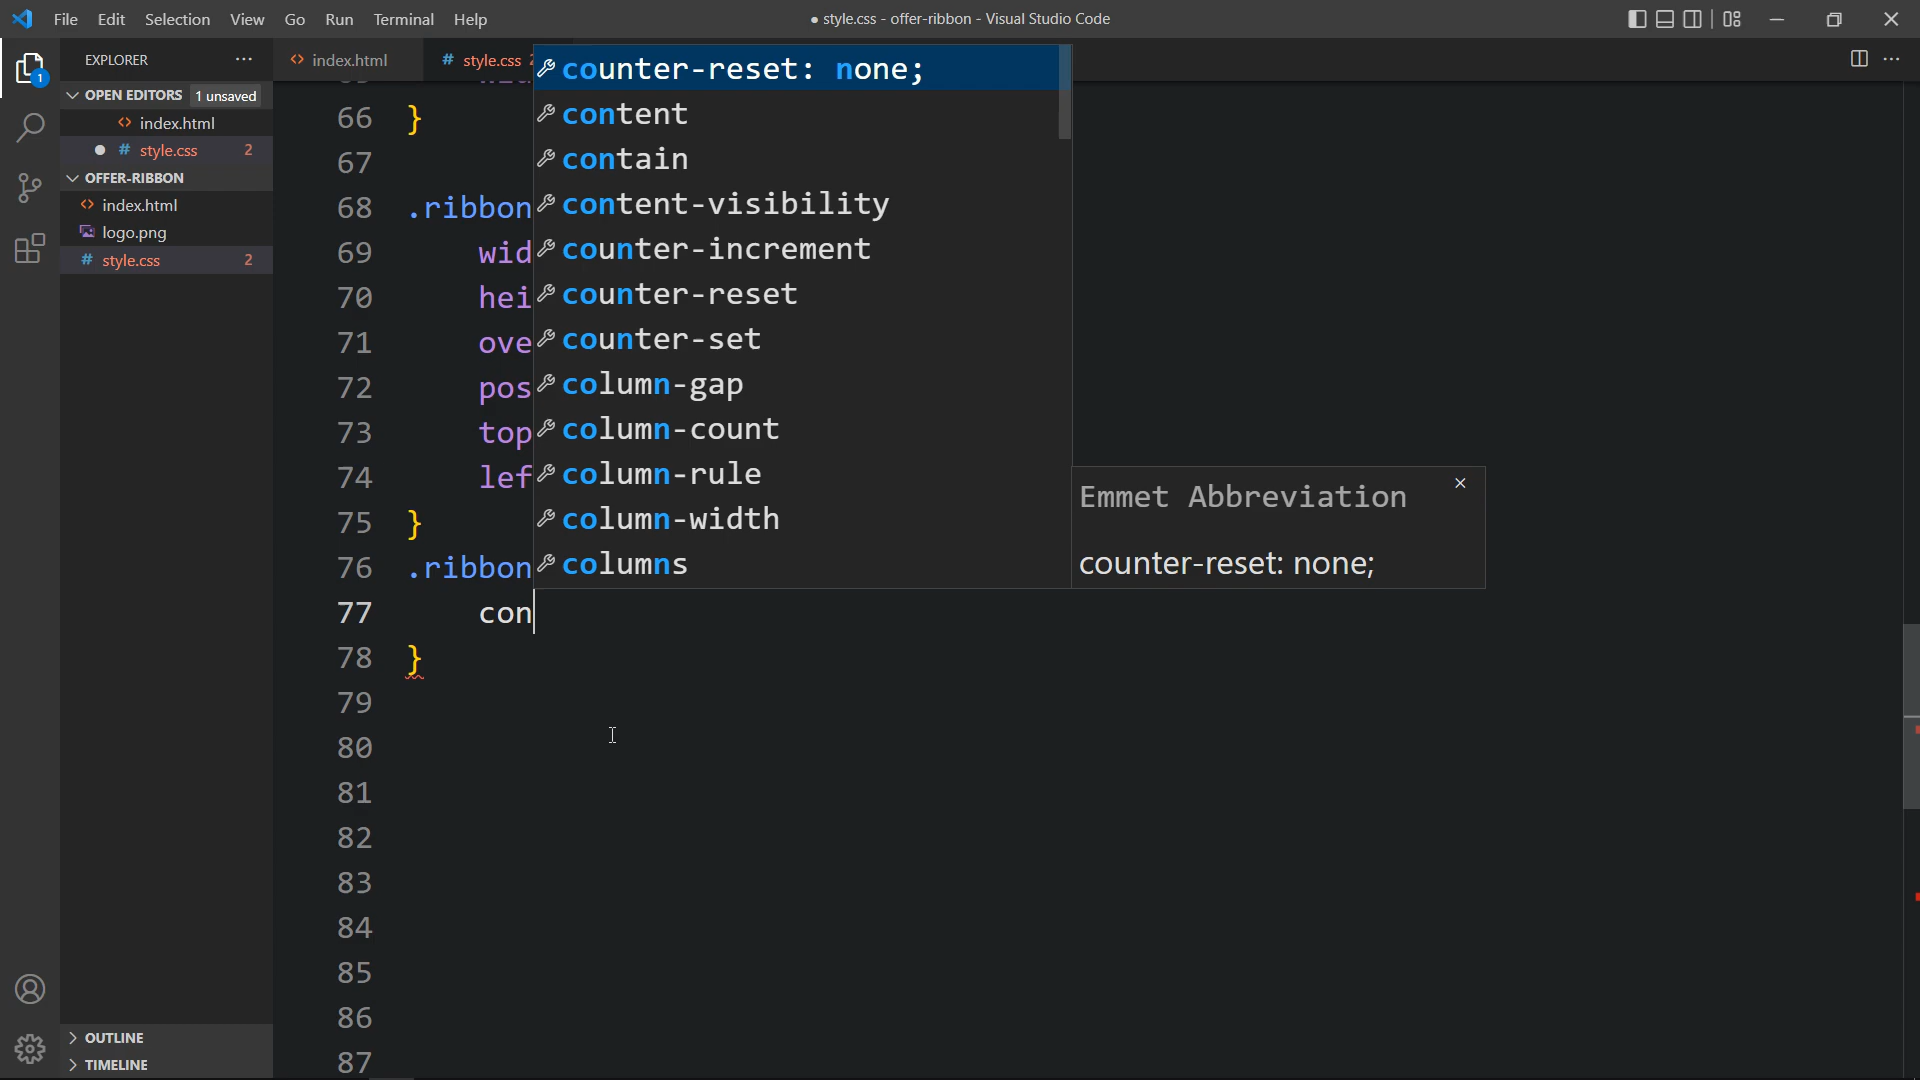 File Edit Selection View Go Run Terminal Help
● style.css - offer-ribbon - Visual Studio Code
EXPLORER
OPEN EDITORS 1 unsaved
index.html
style.css 2
OFFER-RIBBON
index.html
logo.png
style.css 2
OUTLINE
TIMELINE
1
index.html
# style.css
66 }
67
68 .ribbon
69 wid
70 hei
71 ove
72 pos
73 top
74 lef
75 }
76 .ribbon
77 con
78 }
79
80
81
82
83
84
85
86
87
counter-reset: none;
content
contain
content-visibility
counter-increment
counter-reset
counter-set
column-gap
column-count
column-rule
column-width
columns
Emmet Abbreviation
counter-reset: none;